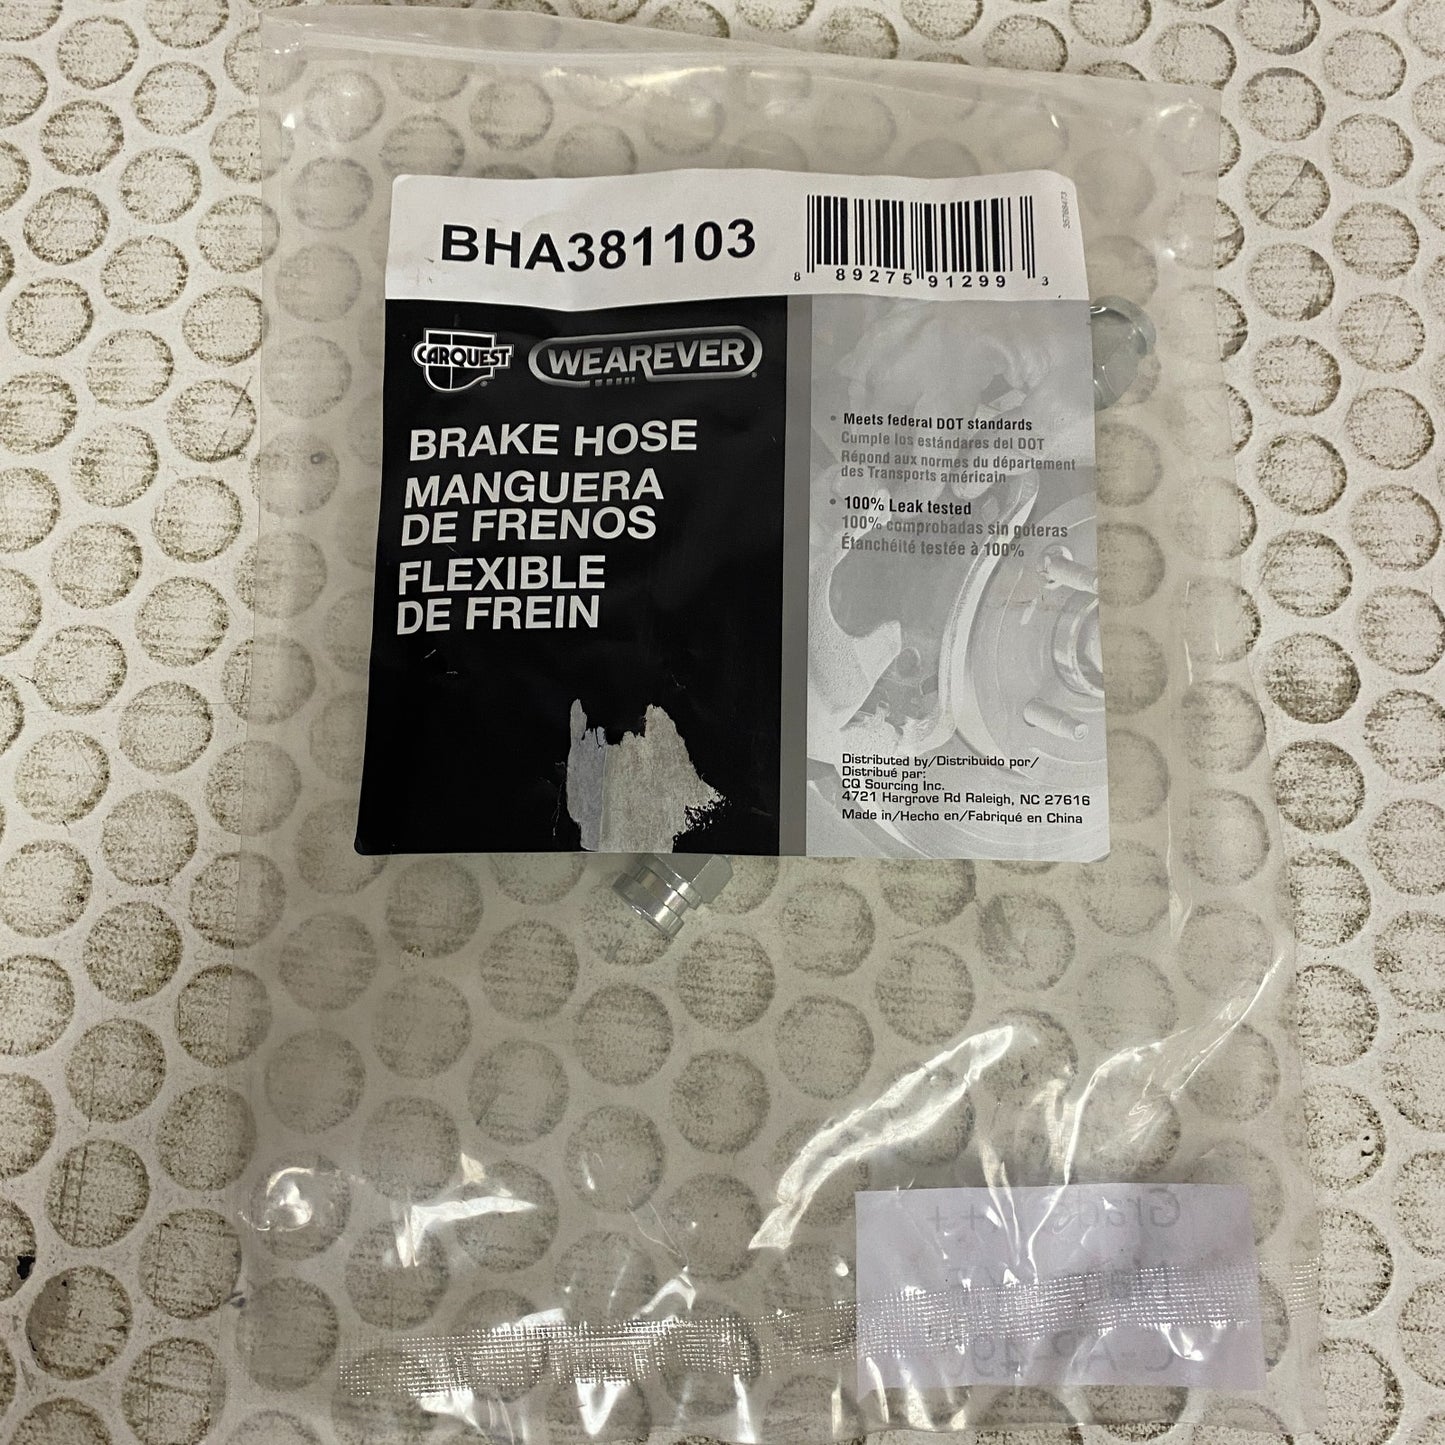 BHA381103
8 89275 91299 3
35768473
CARQUEST
WEAREVER
BRAKE HOSE
MANGUERA
DE FRENOS
FLEXIBLE
DE FREIN
• Meets federal DOT standards
Cumple los estándares del DOT
Répond aux normes du département
des Transports américain
• 100% Leak tested
100% comprobadas sin goteras
Étanchéité testée à 100%
Distributed by/Distribuido por/
Distribué par:
CQ Sourcing Inc.
4721 Hargrove Rd Raleigh, NC 27616
Made in/Hecho en/Fabriqué en China